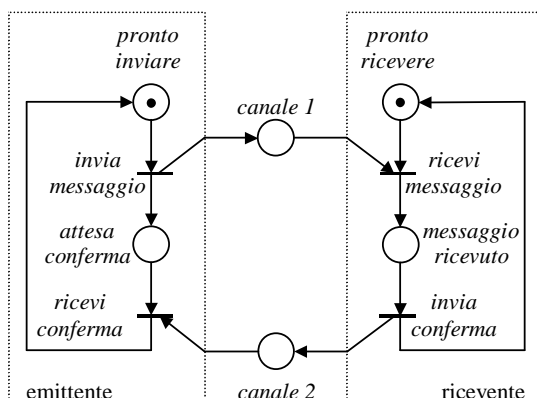 pronto
inviare
pronto
ricevere
canale 1
invia
messaggio
ricevi
messaggio
attesa
conferma
messaggio
ricevuto
ricevi
conferma
invia
conferma
emittente
canale 2
ricevente